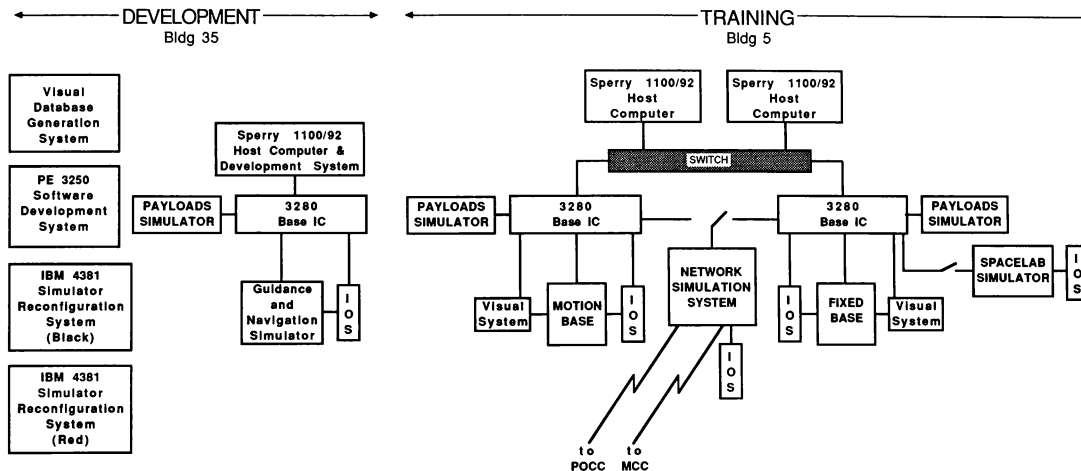 DEVELOPMENT
Bldg 35
Visual
Database
Generation
System
PE 3250
Software
Development
System
IBM 4381
Simulator
Reconfiguration
System
(Black)
IBM 4381
Simulator
Reconfiguration
System
(Red)
Sperry 1100/92
Host Computer &
Development System
PAYLOADS
SIMULATOR
3280
Base IC
Guidance
and
Navigation
Simulator
I
O
S
TRAINING
Bldg 5
Sperry 1100/92
Host
Computer
Sperry 1100/92
Host
Computer
SWITCH
PAYLOADS
SIMULATOR
3280
Base IC
3280
Base IC
PAYLOADS
SIMULATOR
Visual
System
MOTION
BASE
I
O
S
NETWORK
SIMULATION
SYSTEM
I
O
S
I
O
S
FIXED
BASE
Visual
System
SPACELAB
SIMULATOR
I
O
S
to
POCC
to
MCC